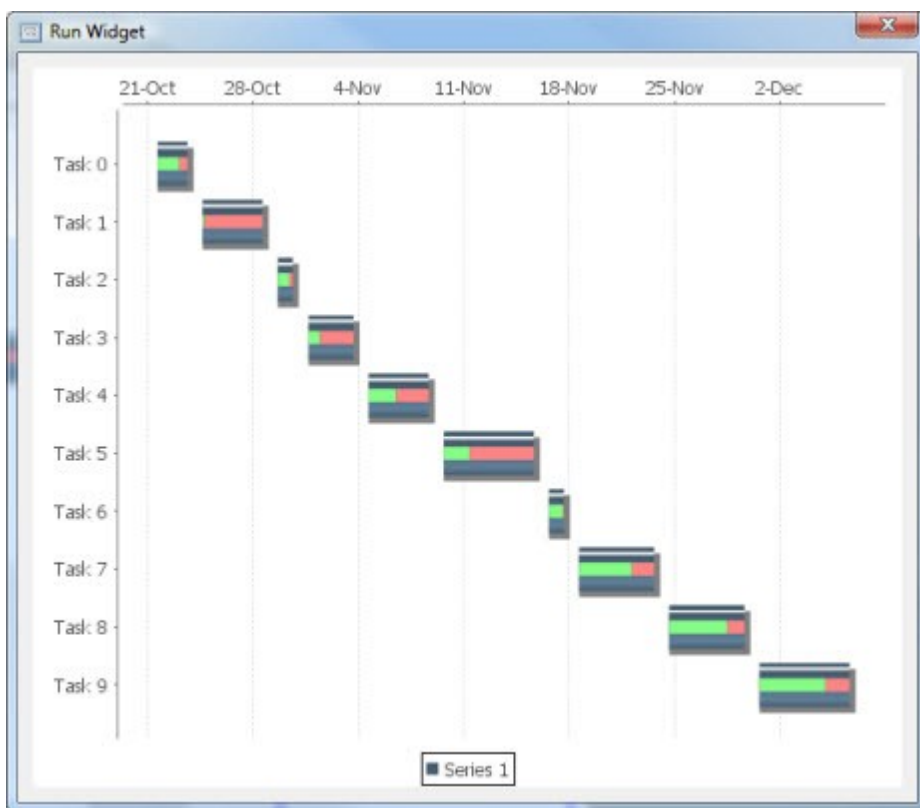 Run Widget
21-Oct 28-Oct 4-Nov 11-Nov 18-Nov 25-Nov 2-Dec
Task 0
Task 1
Task 2
Task 3
Task 4
Task 5
Task 6
Task 7
Task 8
Task 9
Series 1